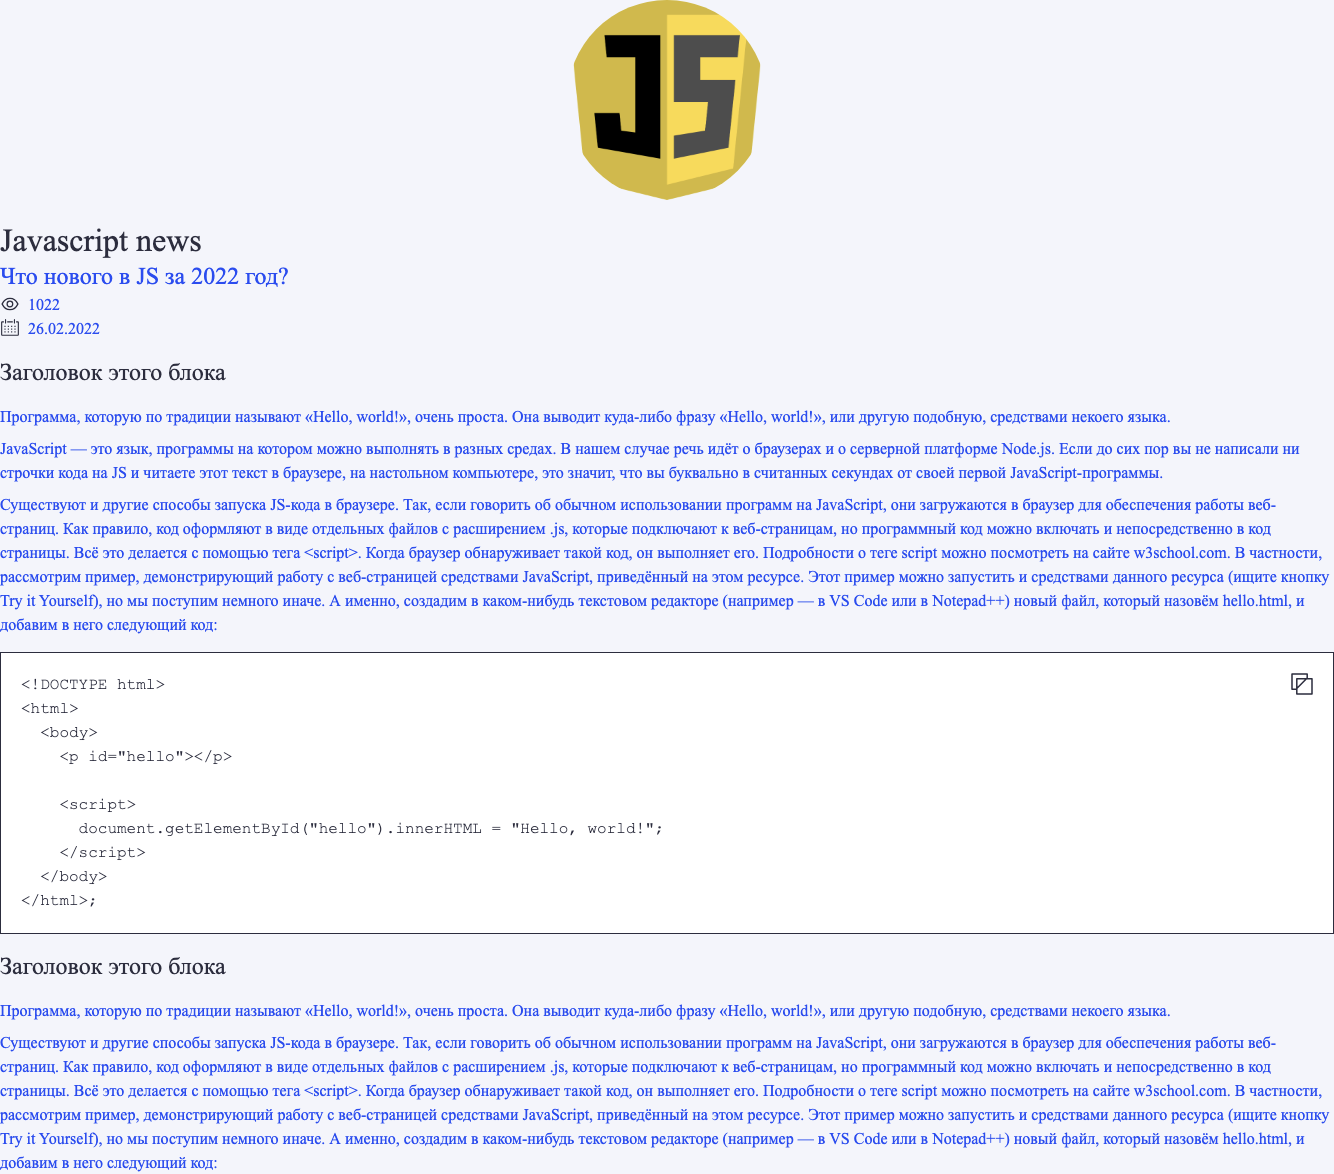 JS
Javascript news
Что нового в JS за 2022 год?
1022
26.02.2022
Заголовок этого блока
Программа, которую по традиции называют «Hello, world!», очень проста. Она выводит куда-либо фразу «Hello, world!», или другую подобную, средствами некоего языка.
JavaScript — это язык, программы на котором можно выполнять в разных средах. В нашем случае речь идёт о браузерах и о серверной платформе Node.js. Если до сих пор вы не написали ни
строчки кода на JS и читаете этот текст в браузере, на настольном компьютере, это значит, что вы буквально в считанных секундах от своей первой JavaScript-программы.
Существуют и другие способы запуска JS-кода в браузере. Так, если говорить об обычном использовании программ на JavaScript, они загружаются в браузер для обеспечения работы веб-
страниц. Как правило, код оформляют в виде отдельных файлов с расширением .js, которые подключают к веб-страницам, но программный код можно включать и непосредственно в код
страницы. Всё это делается с помощью тега <script>. Когда браузер обнаруживает такой код, он выполняет его. Подробности о теге script можно посмотреть на сайте w3school.com. В частности,
рассмотрим пример, демонстрирующий работу с веб-страницей средствами JavaScript, приведённый на этом ресурсе. Этот пример можно запустить и средствами данного ресурса (ищите кнопку
Try it Yourself), но мы поступим немного иначе. А именно, создадим в каком-нибудь текстовом редакторе (например — в VS Code или в Notepad++) новый файл, который назовём hello.html, и
добавим в него следующий код:
<!DOCTYPE html>
<html>
  <body>
    <p id="hello"></p>
    <script>
      document.getElementById("hello").innerHTML = "Hello, world!";
    </script>
  </body>
</html>;
Заголовок этого блока
Программа, которую по традиции называют «Hello, world!», очень проста. Она выводит куда-либо фразу «Hello, world!», или другую подобную, средствами некоего языка.
Существуют и другие способы запуска JS-кода в браузере. Так, если говорить об обычном использовании программ на JavaScript, они загружаются в браузер для обеспечения работы веб-
страниц. Как правило, код оформляют в виде отдельных файлов с расширением .js, которые подключают к веб-страницам, но программный код можно включать и непосредственно в код
страницы. Всё это делается с помощью тега <script>. Когда браузер обнаруживает такой код, он выполняет его. Подробности о теге script можно посмотреть на сайте w3school.com. В частности,
рассмотрим пример, демонстрирующий работу с веб-страницей средствами JavaScript, приведённый на этом ресурсе. Этот пример можно запустить и средствами данного ресурса (ищите кнопку
Try it Yourself), но мы поступим немного иначе. А именно, создадим в каком-нибудь текстовом редакторе (например — в VS Code или в Notepad++) новый файл, который назовём hello.html, и
добавим в него следующий код: